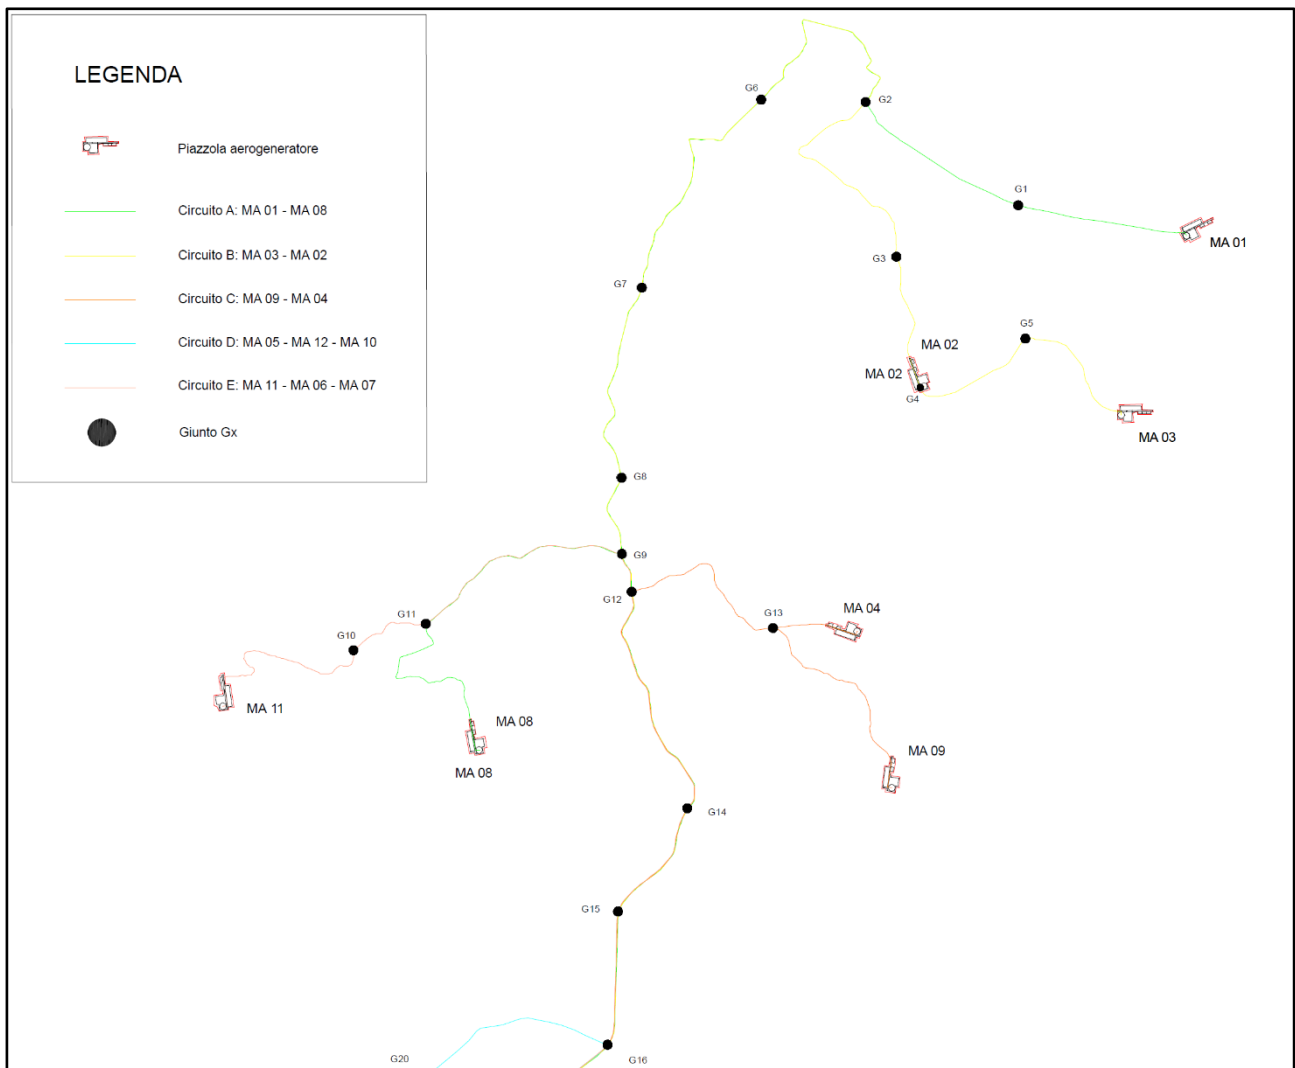 LEGENDA
Piazzola aerogeneratore
Circuito A: MA 01 - MA 08
Circuito B: MA 03 - MA 02
Circuito C: MA 09 - MA 04
Circuito D: MA 05 - MA 12 - MA 10
Circuito E: MA 11 - MA 06 - MA 07
Giunto Gx
G6
G2
G1
MA 01
G3
G7
G5
MA 02
MA 02
G4
MA 03
G8
G9
G12
G11
G13
MA 04
G10
MA 11
MA 08
MA 08
MA 09
G14
G15
G20
G16